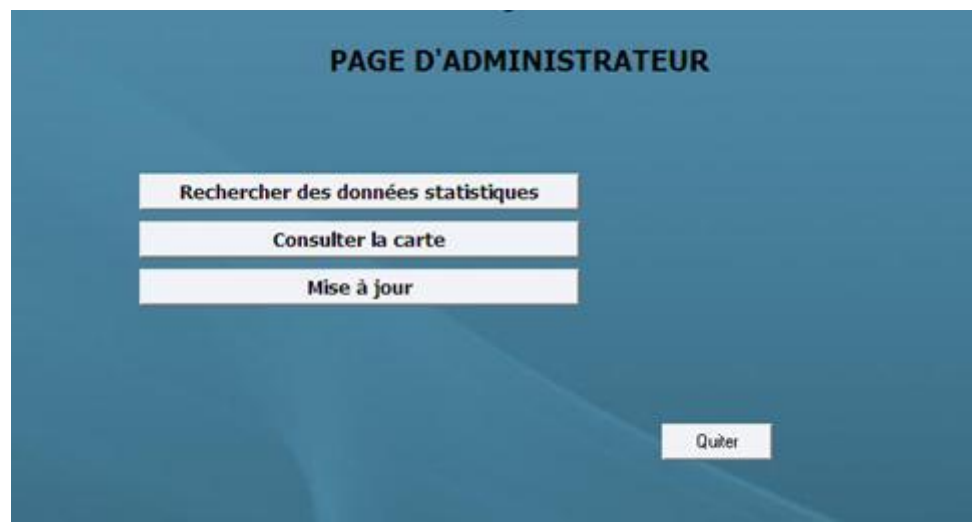 PAGE D'ADMINISTRATEUR
Rechercher des données statistiques
Consulter la carte
Mise à jour
Quiter